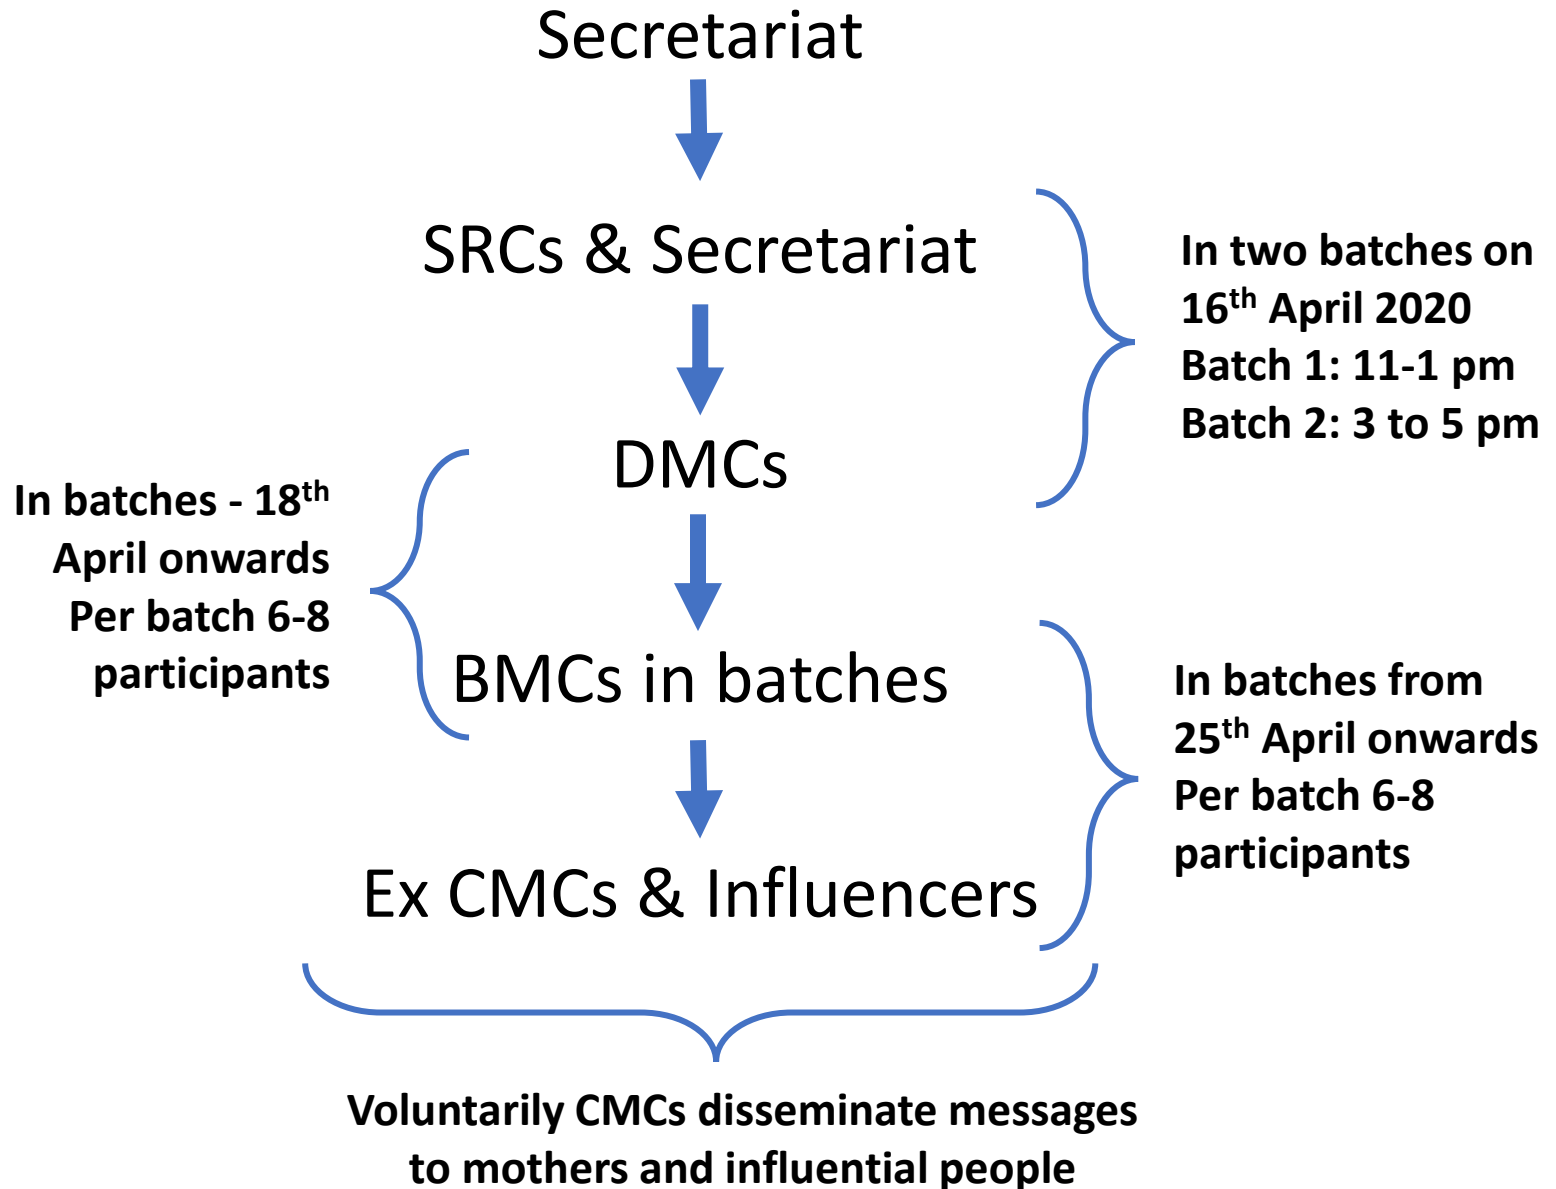 Secretariat
SRCs & Secretariat
In two batches on
16th April 2020
Batch 1: 11-1 pm
Batch 2: 3 to 5 pm
DMCs
In batches - 18th
April onwards
Per batch 6-8
participants
BMCs in batches
In batches from
25th April onwards
Per batch 6-8
participants
Ex CMCs & Influencers
Voluntarily CMCs disseminate messages
to mothers and influential people